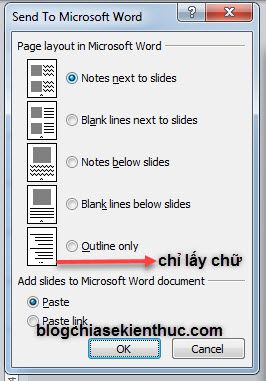 Send To Microsoft Word
Page layout in Microsoft Word
Notes next to slides
Blank lines next to slides
Notes below slides
Blank lines below slides
Outline only
chỉ lấy chữ
Add slides to Microsoft Word document
Paste
Paste link
blogchiasekienthuc.com
OK
Cancel